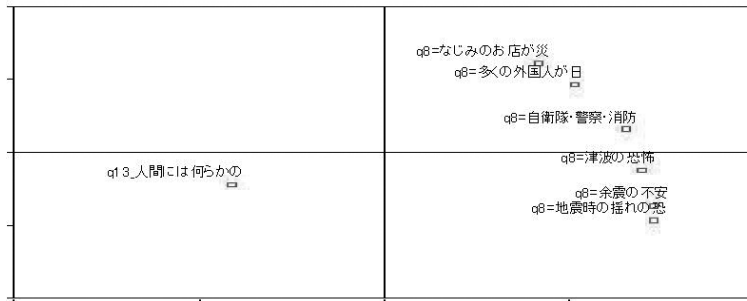 q8=なじみのお店が災
q8=多くの外国人が日
q8=自衛隊・警察・消防
q8=津波の恐怖
q13_人間には何らかの
q8=余震の不安
q8=地震時の揺れの恐